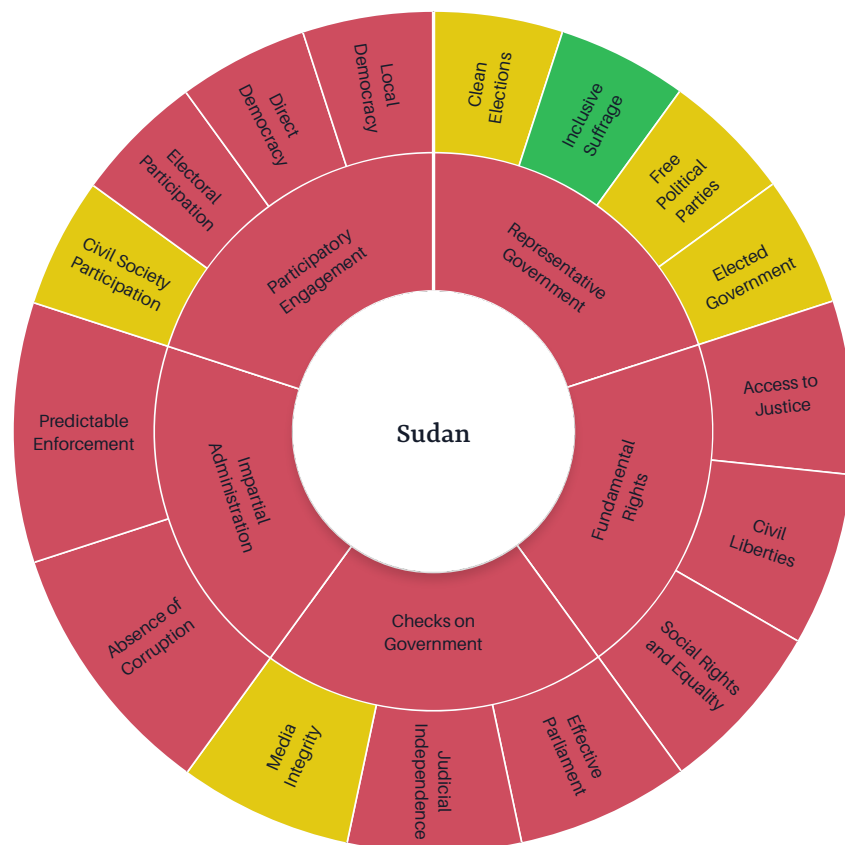 Sudan
Representative
Government
Clean
Elections
Inclusive
Suffrage
Free
Political
Parties
Elected
Government
Fundamental
Rights
Access to
Justice
Civil
Liberties
Social Rights
and Equality
Checks on
Government
Effective
Parliament
Judicial
Independence
Media
Integrity
Impartial
Administration
Absence of
Corruption
Predictable
Enforcement
Participatory
Engagement
Civil Society
Participation
Electoral
Participation
Direct
Democracy
Local
Democracy